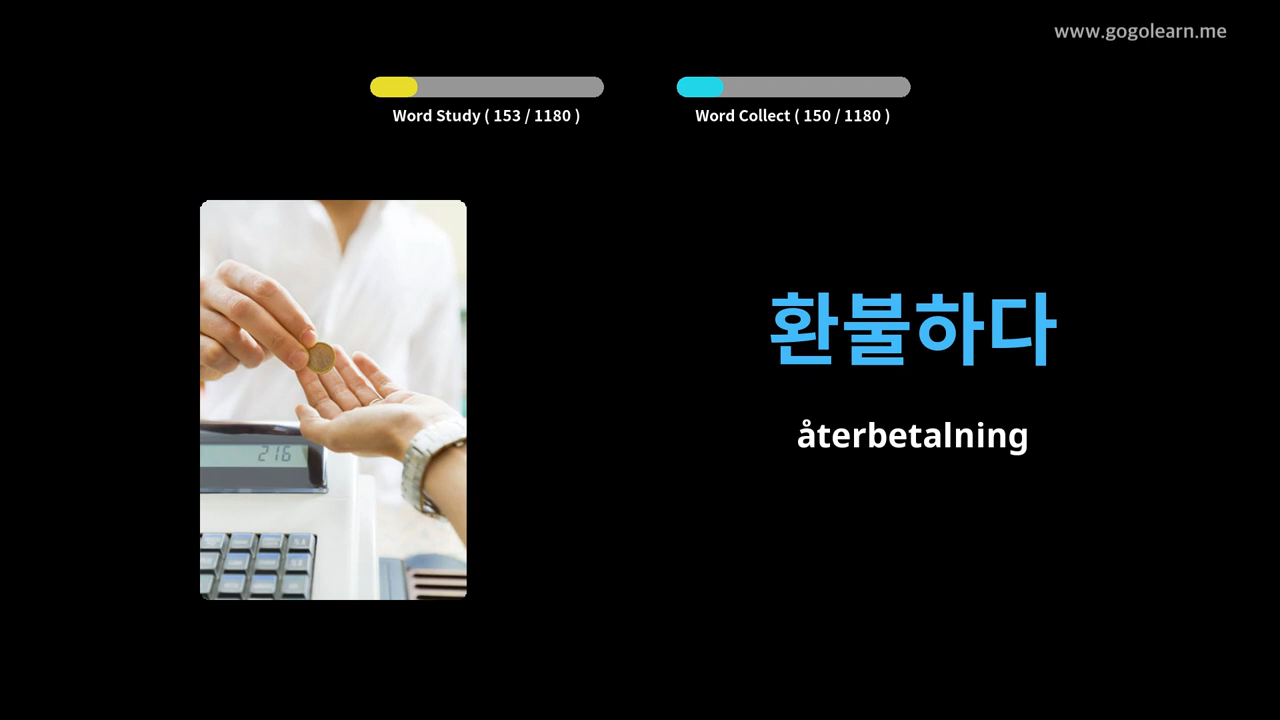 www.gogolearn.me
Word Study ( 153 / 1180 )
Word Collect ( 150 / 1180 )
환불하다
återbetalning
216